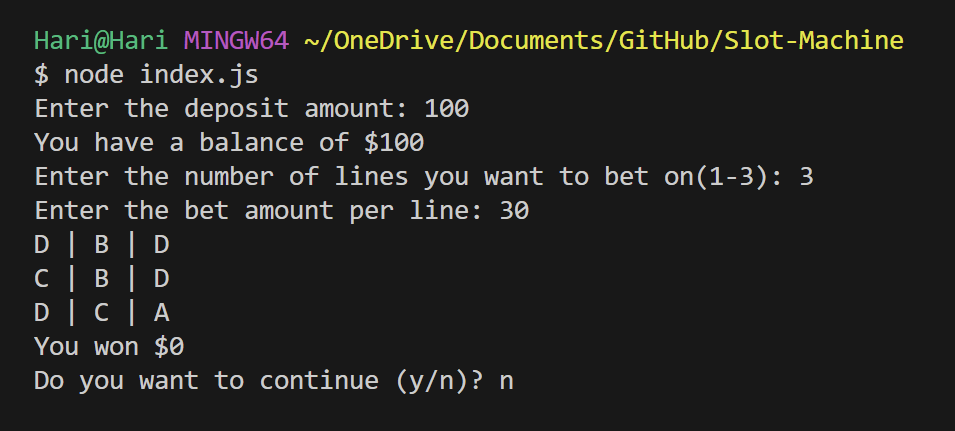 Hari@Hari MINGW64 ~/OneDrive/Documents/GitHub/Slot-Machine
$ node index.js
Enter the deposit amount: 100
You have a balance of $100
Enter the number of lines you want to bet on(1-3): 3
Enter the bet amount per line: 30
D | B | D
C | B | D
D | C | A
You won $0
Do you want to continue (y/n)? n